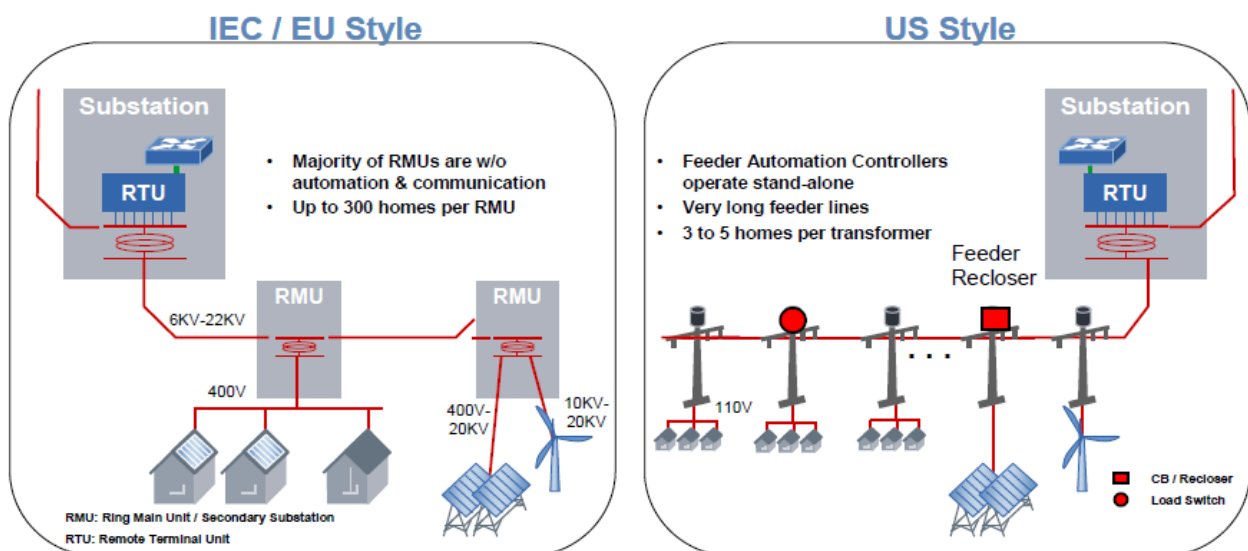 IEC / EU Style
Substation
RTU
• Majority of RMUs are w/o
automation & communication
• Up to 300 homes per RMU
RMU
RMU
6KV-22KV
400V
400V-
20KV
10KV-
20KV
RMU: Ring Main Unit / Secondary Substation
RTU: Remote Terminal Unit
US Style
Substation
RTU
• Feeder Automation Controllers
operate stand-alone
• Very long feeder lines
• 3 to 5 homes per transformer
Feeder
Recloser
. . .
110V
CB / Recloser
Load Switch